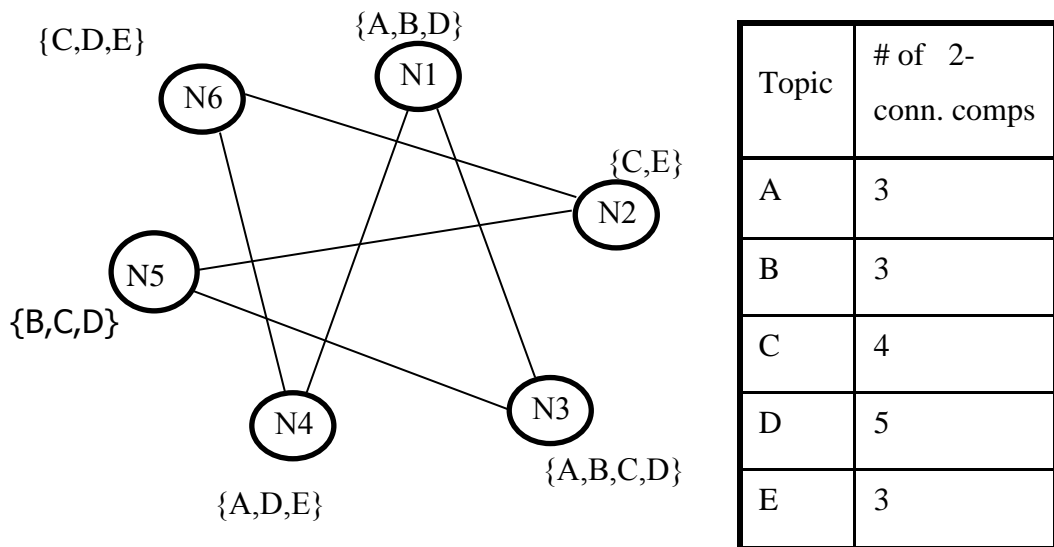 {C,D,E}
{A,B,D}
N6
N1
{C,E}
N2
N5
{B,C,D}
N4
N3
{A,B,C,D}
{A,D,E}
Topic
# of 2-
conn. comps
A 3
B 3
C 4
D 5
E 3